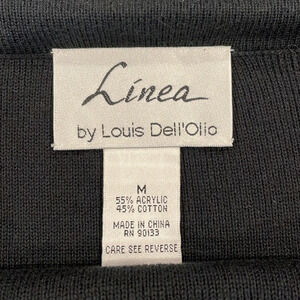 Linea
by Louis Dell'Olio
M
55% ACRYLIC
45% COTTON
MADE IN CHINA
RN 90133
CARE SEE REVERSE